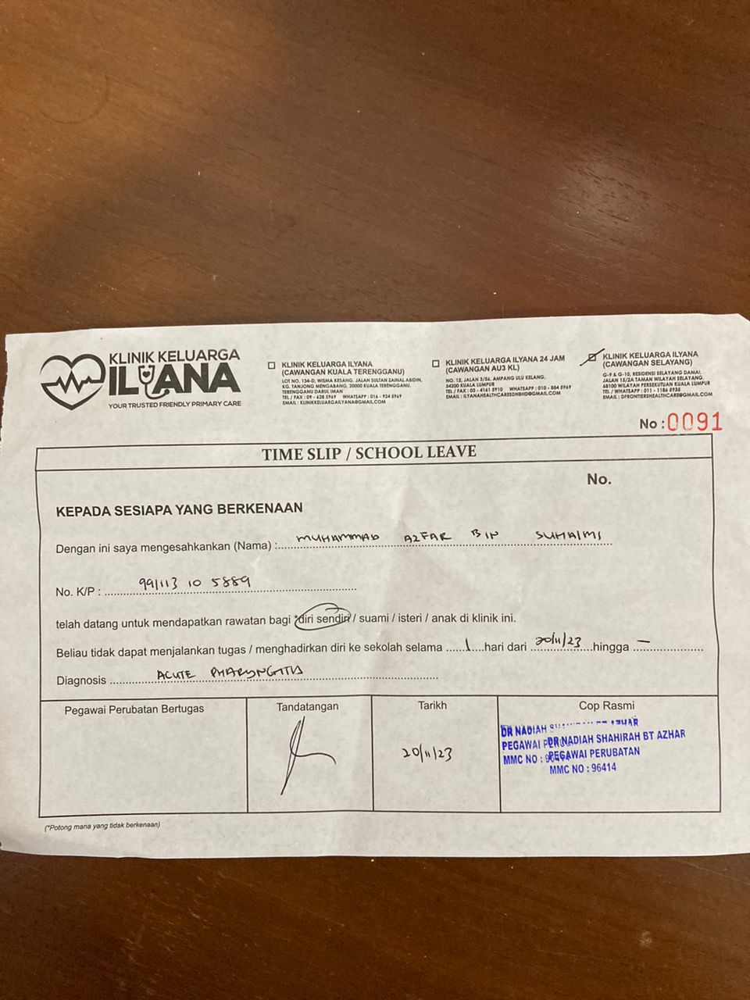 KLINIK KELUARGA
ILYANA
YOUR TRUSTED FRIENDLY PRIMARY CARE
KLINIK KELUARGA ILYANA
(CAWANGAN KUALA TERENGGANU)
LOT NO. 134-D, WISMA KESANG, JALAN SULTAN ZAINAL ABIDIN,
KG. TANJONG MENGABANG, 20000 KUALA TERENGGANU,
TERENGGANU DARUL IMAN
TEL / FAX : 09 - 628 5969 WHATSAPP : 016 - 924 5969
EMAIL : KLINIKKELUARGAILYANA@GMAIL.COM
KLINIK KELUARGA ILYANA 24 JAM
(CAWANGAN AU3 KL)
NO. 12, JALAN 3/56, AMPANG ULU KELANG,
54200 KUALA LUMPUR
TEL / FAX : 03 - 4161 5910 WHATSAPP : 010 - 884 5969
EMAIL : ILYANAHEALTHCARESDNBHD@GMAIL.COM
KLINIK KELUARGA ILYANA
(CAWANGAN SELAYANG)
G-9 & G-10, RESIDENSI SELAYANG DAMAI,
JALAN 15/2A TAMAN WILAYAH SELAYANG,
68100 WILAYAH PERSEKUTUAN KUALA LUMPUR
TEL / WHATSAPP : 011 - 1186 5935
EMAIL : DFRONTIERSHEALTHCARE@GMAIL.COM
No : 0091
TIME SLIP / SCHOOL LEAVE
No.
KEPADA SESIAPA YANG BERKENAAN
Dengan ini saya mengesahkankan (Nama) : MUHAMMAD AZFAR BIN SUHAIMI
No. K/P : 991113 10 5889
telah datang untuk mendapatkan rawatan bagi *diri sendiri / suami / isteri / anak di klinik ini.
Beliau tidak dapat menjalankan tugas / menghadirkan diri ke sekolah selama 1 hari dari 20/11/23 hingga –
Diagnosis ACUTE PHARYNGITIS
Pegawai Perubatan Bertugas
Tandatangan
Tarikh
Cop Rasmi
20/11/23
DR NADIAH AZHAR
PEGAWAI
MMC NO :
DR NADIAH SHAHIRAH BT AZHAR
PEGAWAI PERUBATAN
MMC NO : 96414
(*Potong mana yang tidak berkenaan)